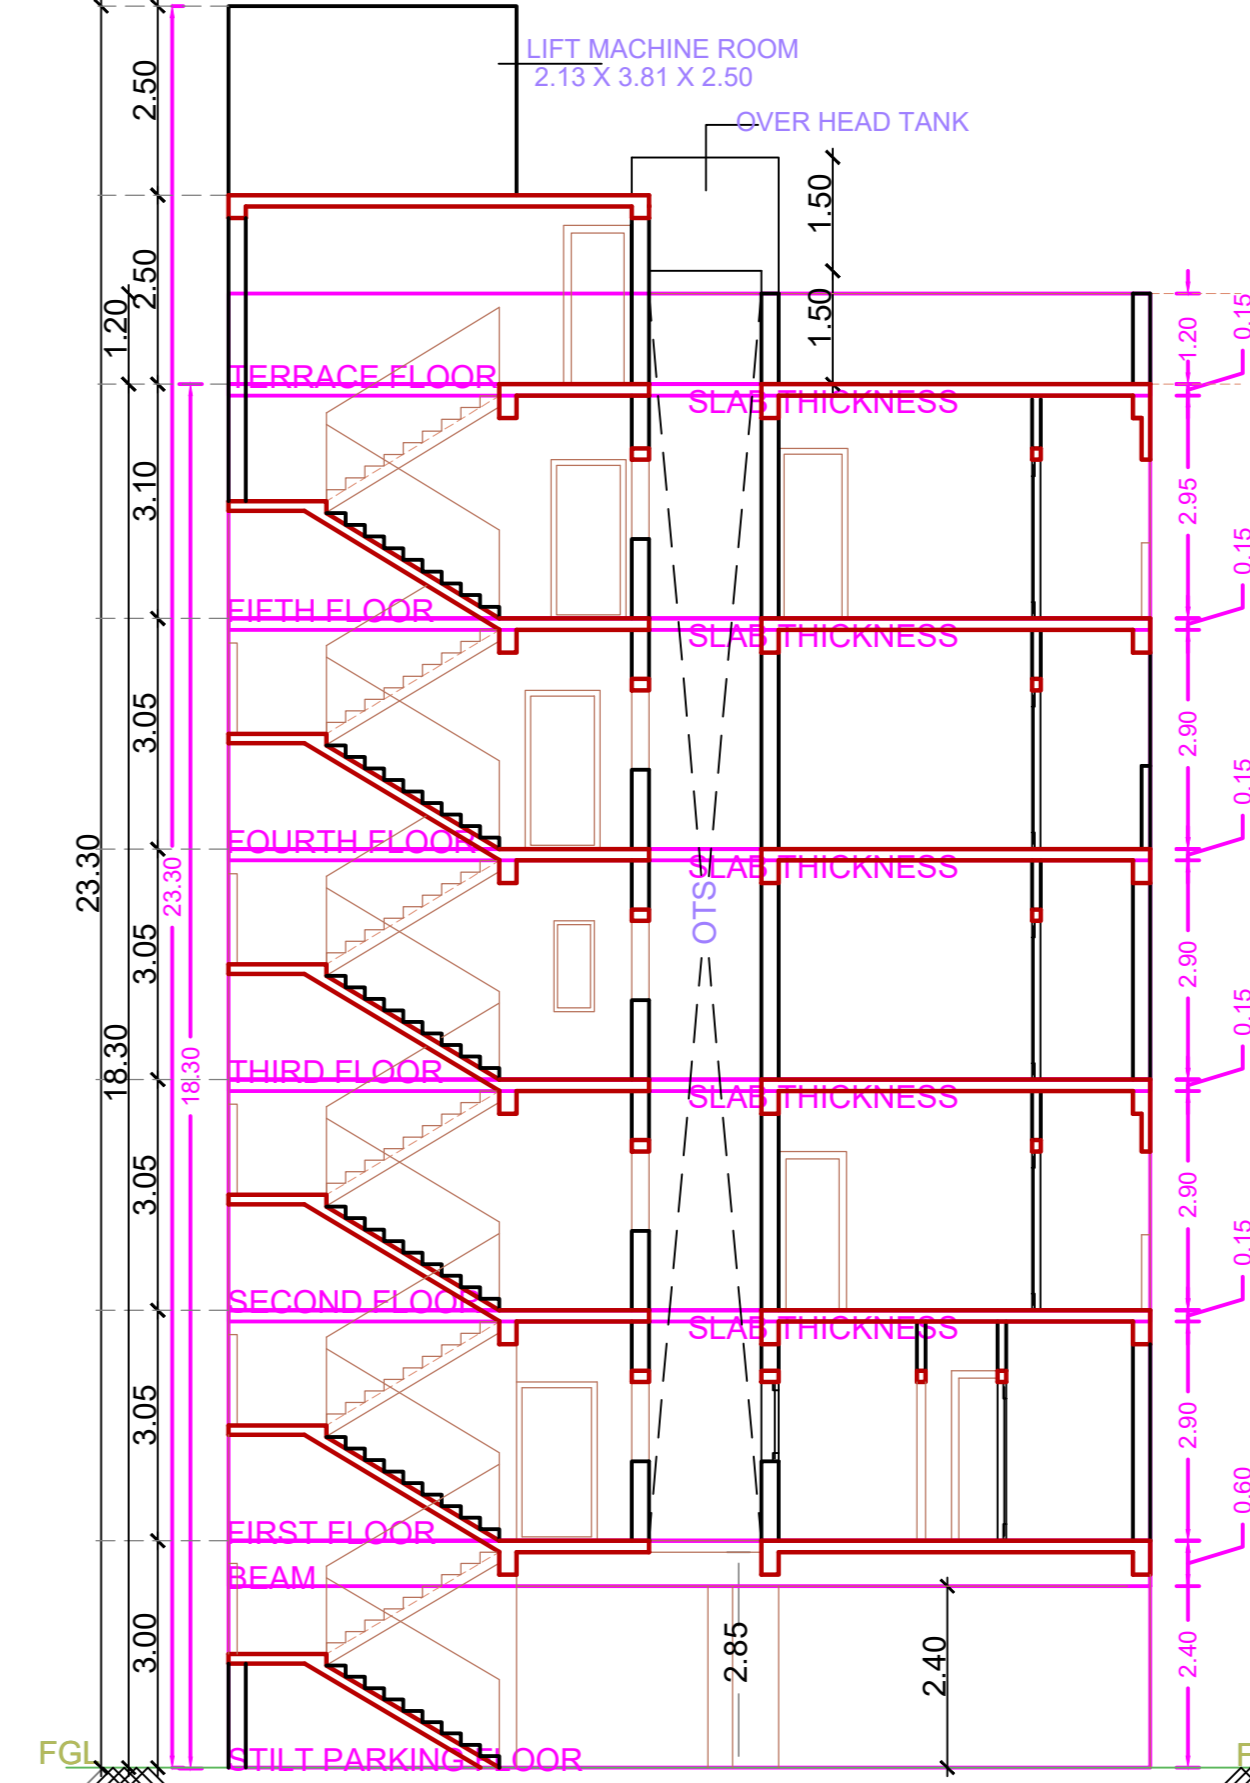 LIFT MACHINE ROOM
2.13 X 3.81 X 2.50
OVER HEAD TANK
2.50
1.50
2.50
1.20
1.50
1.20
0.15
TERRACE FLOOR
SLAB THICKNESS
3.10
2.95
0.15
FIFTH FLOOR
SLAB THICKNESS
3.05
2.90
0.15
FOURTH FLOOR
SLAB THICKNESS
23.30
23.30
OTS
3.05
2.90
0.15
18.30
18.30
THIRD FLOOR
SLAB THICKNESS
3.05
2.90
0.15
SECOND FLOOR
SLAB THICKNESS
3.05
2.90
0.60
FIRST FLOOR
BEAM
3.00
2.85
2.40
2.40
FGL
STILT PARKING FLOOR
F